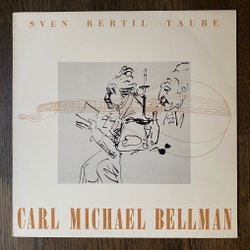 SVEN BERTIL TAUBE
CARL MICHAEL BELLMAN